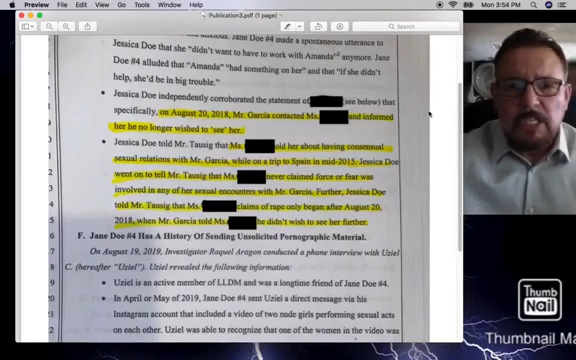 Preview File Edit View Go Tools Window Help
Mon 3:54 PM
Publication3.pdf (1 page)
Search
Jane Doe #4 made a spontaneous utterance to
Jessica Doe that she "didn't want to have to work with Amanda" anymore. Jane
Doe #4 alluded that "Amanda" "had something on her" and that "if she didn't
help, she'd be in big trouble."
• Jessica Doe independently corroborated the statement of see below) that
specifically, on August 20, 2018, Mr. Garcia contacted Ms. and informed
her he no longer wished to 'see' her.
• Jessica Doe told Mr. Tausig that Ms. told her about having consensual
sexual relations with Mr. Garcia, while on a trip to Spain in mid-2015. Jessica Doe
went on to tell Mr. Tausig that Ms. never claimed force or fear was
involved in any of her sexual encounters with Mr. Garcia. Further, Jessica Doe
told Mr. Tausig that Ms. claims of rape only began after August 20,
2018, when Mr. Garcia told Ms. he didn't wish to see her further.
F. Jane Doe #4 Has A History Of Sending Unsolicited Pornographic Material.
On August 19, 2019, Investigator Raquel Aragon conducted a phone interview with Uziel
C. (hereafter "Uziel"). Uziel revealed the following information:
• Uziel is an active member of LLDM and was a longtime friend of Jane Doe #4.
• In April or May of 2019, Jane Doe #4 sent Uziel a direct message via his
Instagram account that included a video of two nude girls performing sexual acts
on each other. Uziel was able to recognize that one of the women in the video was
Thumb
Nail
Thumbnail Ma